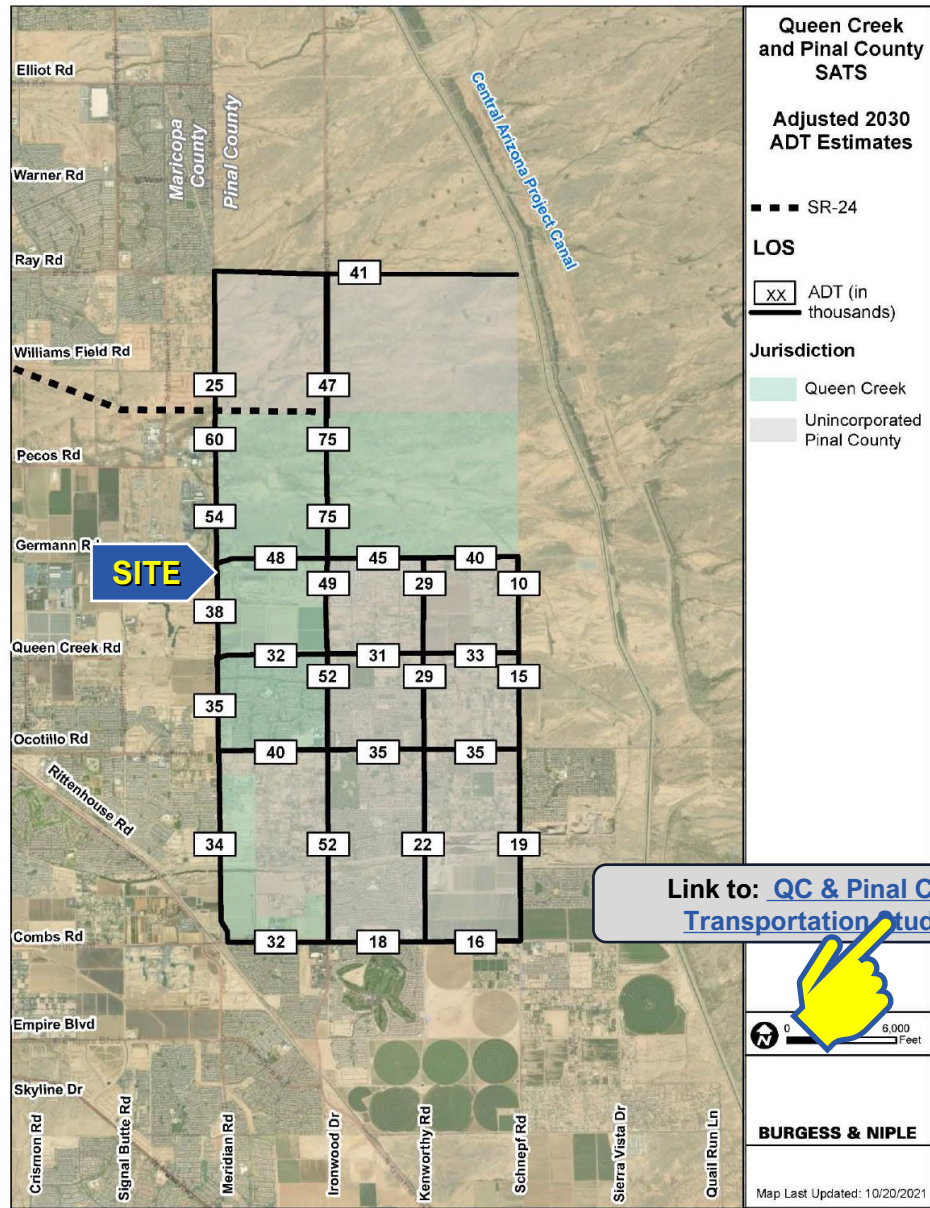 Queen Creek
and Pinal County
SATS
Adjusted 2030
ADT Estimates
SR-24
LOS
xx ADT (in
thousands)
Jurisdiction
Queen Creek
Unincorporated
Pinal County
Elliot Rd
Maricopa
County
Pinal County
Central Arizona Project Canal
Warner Rd
Ray Rd
41
Williams Field Rd
25 47
60 75
Pecos Rd
54 75
Germann
SITE
48 45 40
49 29 10
38
Queen Creek Rd
32 31 33
52 29 15
35
Ocotillo Rd
40 35 35
Rittenhouse Rd
34 52 22 19
Link to: QC & Pinal C
Transportation
Combs Rd
32 18 16
Empire Blvd
N 0 6,000
Feet
Skyline Dr
Crismon Rd
Signal Butte Rd
Meridian Rd
Ironwood Dr
Kenworthy Rd
Schnepf Rd
Sierra Vista Dr
Quail Run Ln
BURGESS & NIPLE
Map Last Updated: 10/20/2021